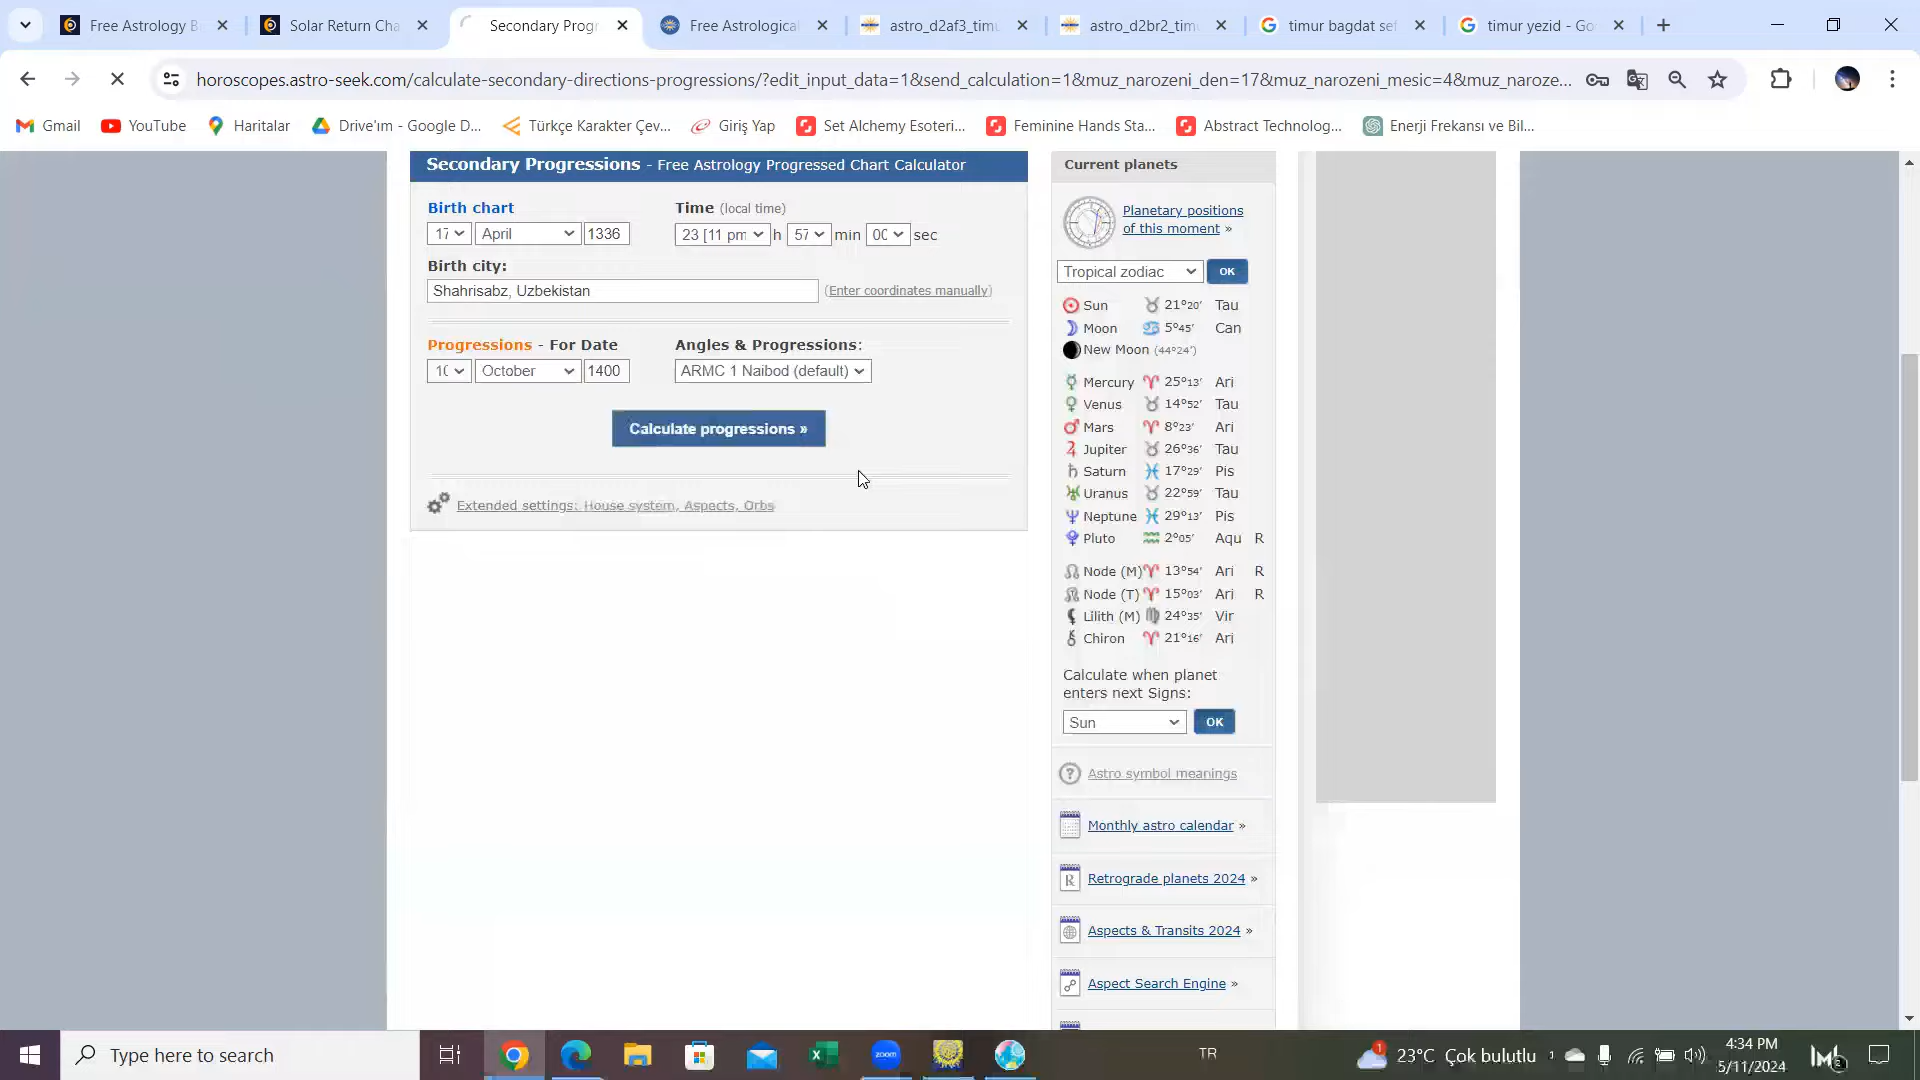 Free Astrology B
Solar Return Cha
Secondary Progr
Free Astrological
astro_d2af3_timu
astro_d2br2_timu
timur bagdat sef
timur yezid - Go
horoscopes.astro-seek.com/calculate-secondary-directions-progressions/?edit_input_data=1&send_calculation=1&muz_narozeni_den=17&muz_narozeni_mesic=4&muz_naroze...
Gmail
YouTube
Haritalar
Drive'ım - Google D...
Türkçe Karakter Çev...
Giriş Yap
Set Alchemy Esoteri...
Feminine Hands Sta...
Abstract Technolog...
Enerji Frekansı ve Bil...
Secondary Progressions - Free Astrology Progressed Chart Calculator
Birth chart
Time (local time)
17 April 1336
23 [11 pm h 57 min 00 sec
Birth city:
Shahrisabz, Uzbekistan
(Enter coordinates manually)
Progressions - For Date
Angles & Progressions:
10 October 1400
ARMC 1 Naibod (default)
Calculate progressions »
Extended settings: House system, Aspects, Orbs
Current planets
Planetary positions
of this moment »
Tropical zodiac OK
Sun 21°20' Tau
Moon 5°45' Can
New Moon (44°24')
Mercury 25°13' Ari
Venus 14°52' Tau
Mars 8°23' Ari
Jupiter 26°36' Tau
Saturn 17°29' Pis
Uranus 22°59' Tau
Neptune 29°13' Pis
Pluto 2°05' Aqu R
Node (M) 13°54' Ari R
Node (T) 15°03' Ari R
Lilith (M) 24°35' Vir
Chiron 21°16' Ari
Calculate when planet
enters next Signs:
Sun OK
Astro symbol meanings
Monthly astro calendar »
Retrograde planets 2024 »
Aspects & Transits 2024 »
Aspect Search Engine »
Type here to search
zoom
TR
1
23°C Çok bulutlu
4:34 PM
5/11/2024
3